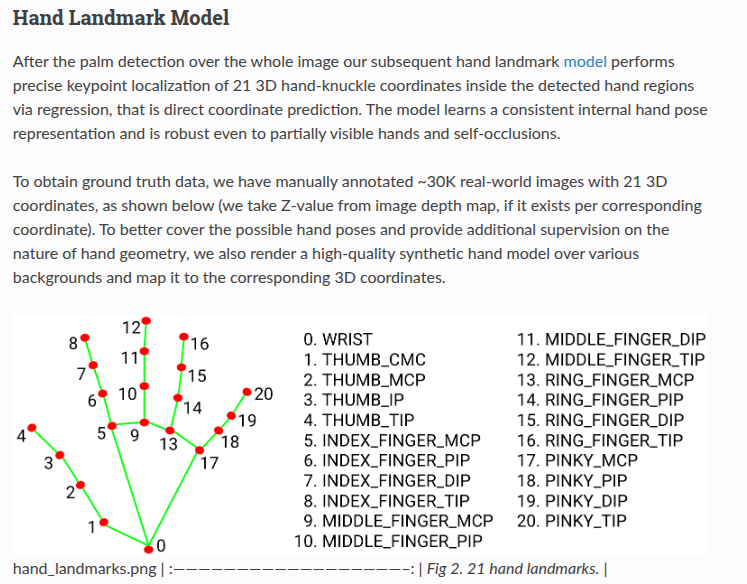 Hand Landmark Model
After the palm detection over the whole image our subsequent hand landmark model performs
precise keypoint localization of 21 3D hand-knuckle coordinates inside the detected hand regions
via regression, that is direct coordinate prediction. The model learns a consistent internal hand pose
representation and is robust even to partially visible hands and self-occlusions.
To obtain ground truth data, we have manually annotated ~30K real-world images with 21 3D
coordinates, as shown below (we take Z-value from image depth map, if it exists per corresponding
coordinate). To better cover the possible hand poses and provide additional supervision on the
nature of hand geometry, we also render a high-quality synthetic hand model over various
backgrounds and map it to the corresponding 3D coordinates.
12
8
16
11
7
15
6
10
14
20
19
4
5
9
13
18
3
17
2
1
0
0. WRIST
1. THUMB_CMC
2. THUMB_MCP
3. THUMB_IP
4. THUMB_TIP
5. INDEX_FINGER_MCP
6. INDEX_FINGER_PIP
7. INDEX_FINGER_DIP
8. INDEX_FINGER_TIP
9. MIDDLE_FINGER_MCP
10. MIDDLE_FINGER_PIP
11. MIDDLE_FINGER_DIP
12. MIDDLE_FINGER_TIP
13. RING_FINGER_MCP
14. RING_FINGER_PIP
15. RING_FINGER_DIP
16. RING_FINGER_TIP
17. PINKY_MCP
18. PINKY_PIP
19. PINKY_DIP
20. PINKY_TIP
hand_landmarks.png | :——————————————————–: | Fig 2. 21 hand landmarks. |